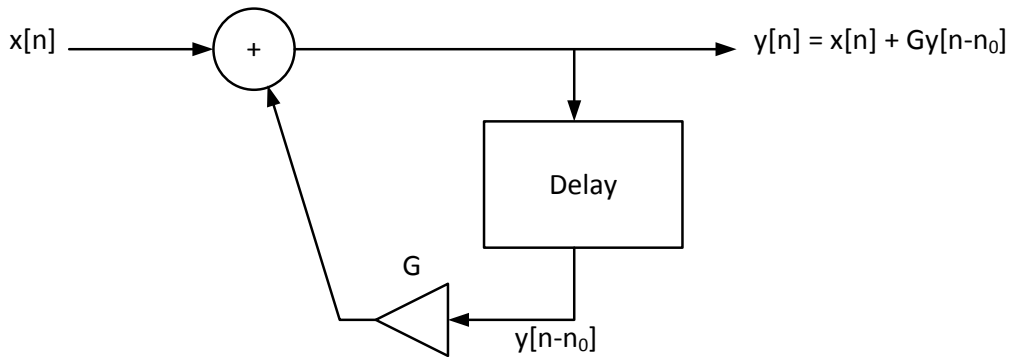 x[n]
+
y[n] = x[n] + Gy[n-n₀]
Delay
G
y[n-n₀]